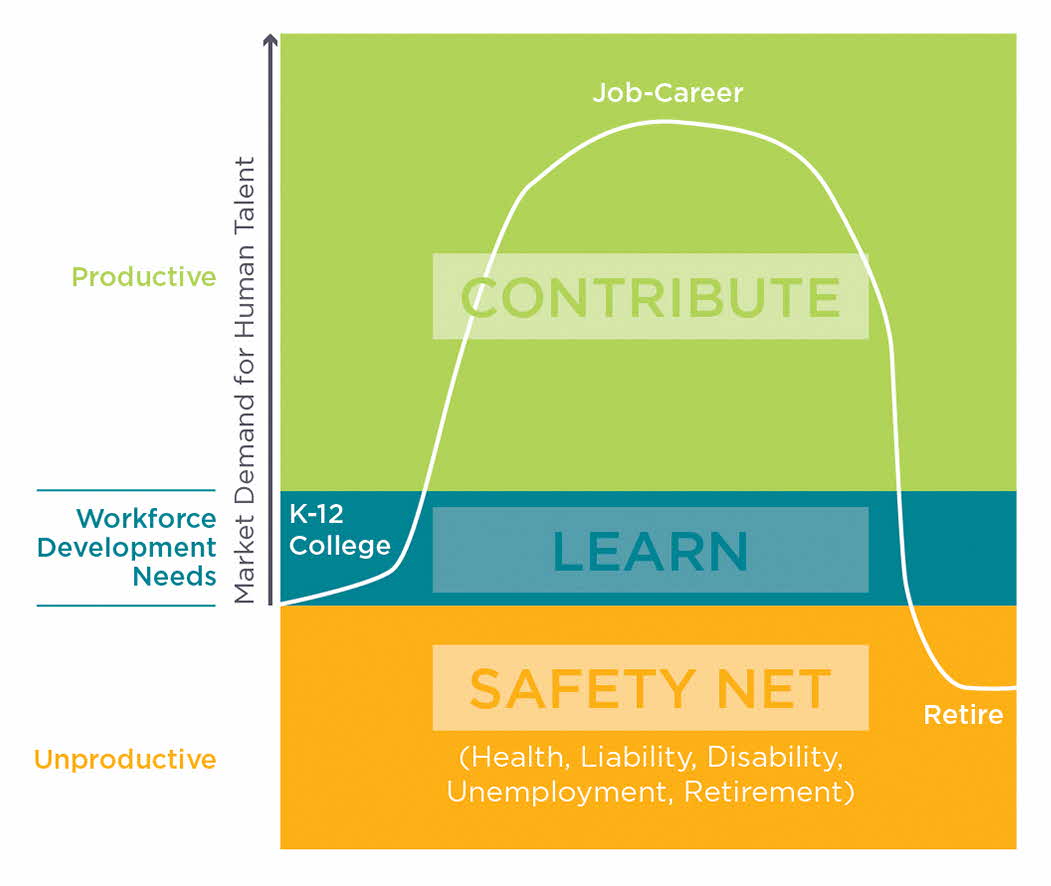 Job-Career
Market Demand for Human Talent
Productive
CONTRIBUTE
Workforce
Development
Needs
K-12
College
LEARN
SAFETY NET
Retire
Unproductive
(Health, Liability, Disability,
Unemployment, Retirement)